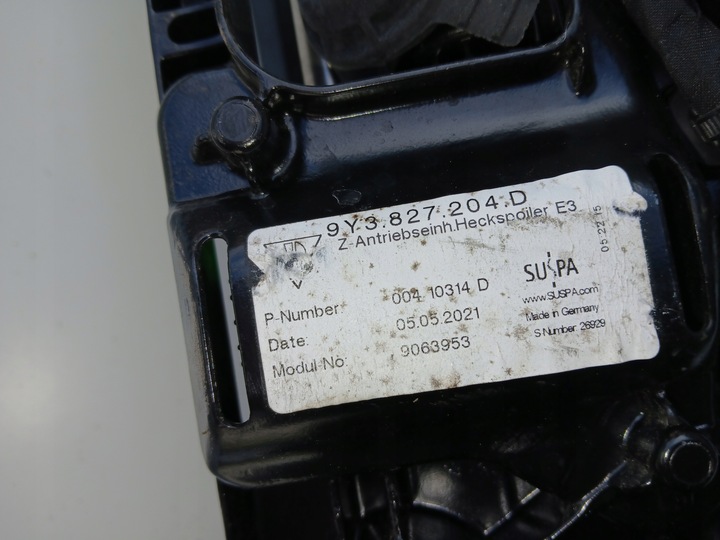 9Y3.827.204.D
Z-Antriebseinh.Heckspoiler E3
P-Number 004 10314 D
Date: 05.05.2021
Modul No: 9063953
SUSPA
www.SUSPA.com
Made in Germany
S Number 26929
05 22 15